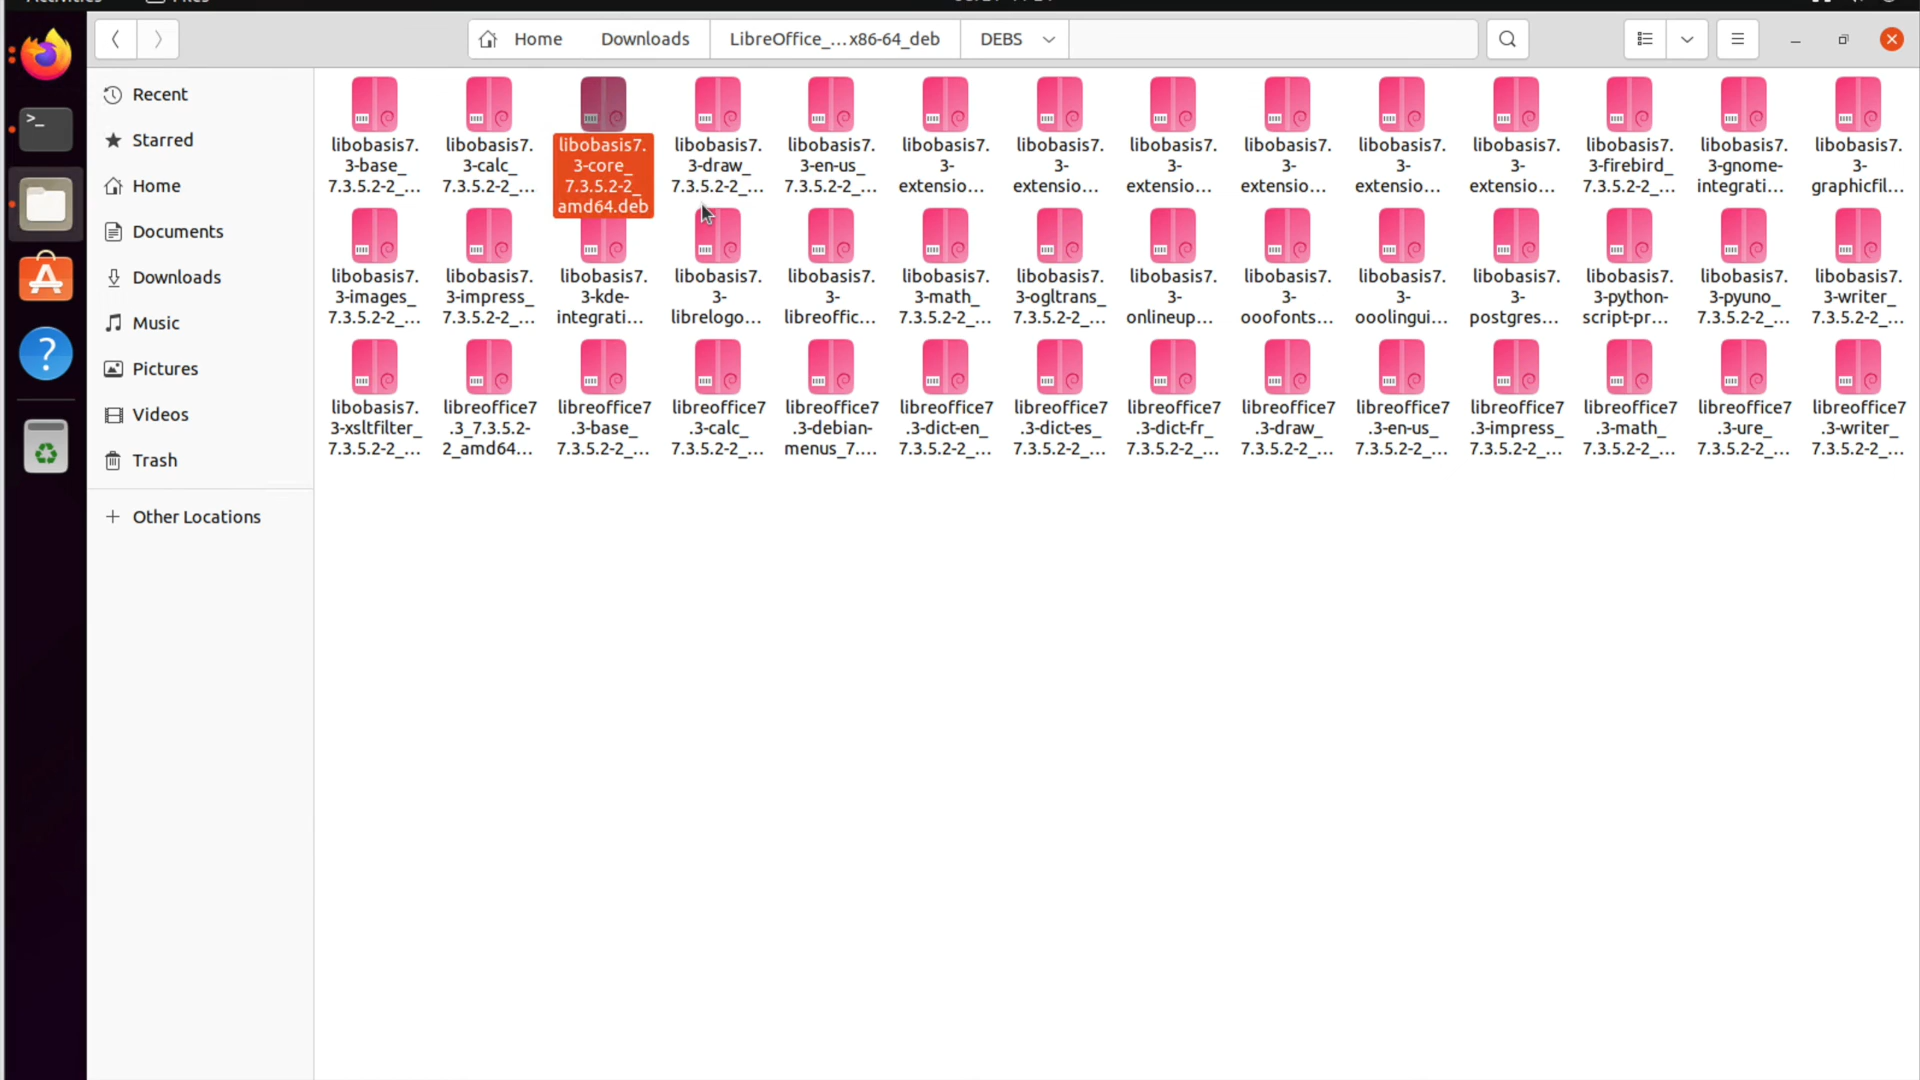 Home
Downloads
LibreOffice_...x86-64_deb
DEBS
Recent
Starred
Home
Documents
Downloads
Music
Pictures
Videos
Trash
Other Locations
libobasis7.
3-base_
7.3.5.2-2_...
libobasis7.
3-calc_
7.3.5.2-2_...
libobasis7.
3-core_
7.3.5.2-2_
amd64.deb
libobasis7.
3-draw_
7.3.5.2-2_...
libobasis7.
3-en-us_
7.3.5.2-2_...
libobasis7.
3-
extensio...
libobasis7.
3-
extensio...
libobasis7.
3-
extensio...
libobasis7.
3-
extensio...
libobasis7.
3-
extensio...
libobasis7.
3-
extensio...
libobasis7.
3-firebird_
7.3.5.2-2_...
libobasis7.
3-gnome-
integrati...
libobasis7.
3-
graphicfil...
libobasis7.
3-images_
7.3.5.2-2_...
libobasis7.
3-impress_
7.3.5.2-2_...
libobasis7.
3-kde-
integrati...
libobasis7.
3-
librelogo...
libobasis7.
3-
libreoffic...
libobasis7.
3-math_
7.3.5.2-2_...
libobasis7.
3-ogltrans_
7.3.5.2-2_...
libobasis7.
3-
onlineup...
libobasis7.
3-
ooofonts...
libobasis7.
3-
ooolingui...
libobasis7.
3-
postgres...
libobasis7.
3-python-
script-pr...
libobasis7.
3-pyuno_
7.3.5.2-2_...
libobasis7.
3-writer_
7.3.5.2-2_...
libobasis7.
3-xsltfilter_
7.3.5.2-2_...
libreoffice7
.3_7.3.5.2-
2_amd64...
libreoffice7
.3-base_
7.3.5.2-2_...
libreoffice7
.3-calc_
7.3.5.2-2_...
libreoffice7
.3-debian-
menus_7....
libreoffice7
.3-dict-en_
7.3.5.2-2_...
libreoffice7
.3-dict-es_
7.3.5.2-2_...
libreoffice7
.3-dict-fr_
7.3.5.2-2_...
libreoffice7
.3-draw_
7.3.5.2-2_...
libreoffice7
.3-en-us_
7.3.5.2-2_...
libreoffice7
.3-impress_
7.3.5.2-2_...
libreoffice7
.3-math_
7.3.5.2-2_...
libreoffice7
.3-ure_
7.3.5.2-2_...
libreoffice7
.3-writer_
7.3.5.2-2_...